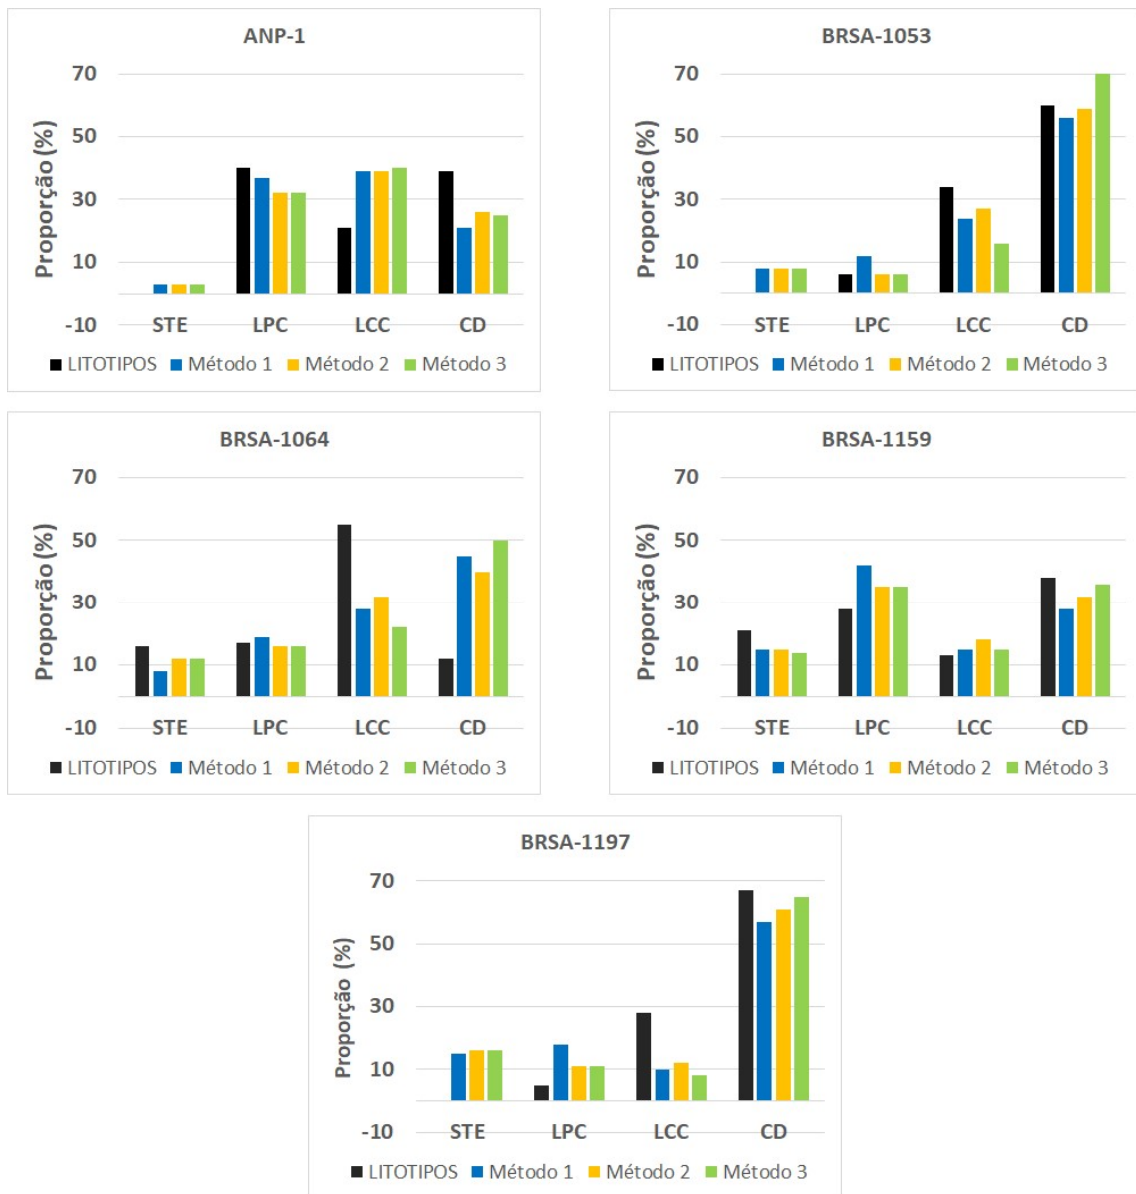 ANP-1
Proporção (%)
70
50
30
10
-10
STE LPC LCC CD
LITOTIPOS Método 1 Método 2 Método 3
BRSA-1053
Proporção (%)
70
50
30
10
-10
STE LPC LCC CD
LITOTIPOS Método 1 Método 2 Método 3
BRSA-1064
Proporção (%)
70
50
30
10
-10
STE LPC LCC CD
LITOTIPOS Método 1 Método 2 Método 3
BRSA-1159
Proporção (%)
70
50
30
10
-10
STE LPC LCC CD
LITOTIPOS Método 1 Método 2 Método 3
BRSA-1197
Proporção (%)
70
50
30
10
-10
STE LPC LCC CD
LITOTIPOS Método 1 Método 2 Método 3